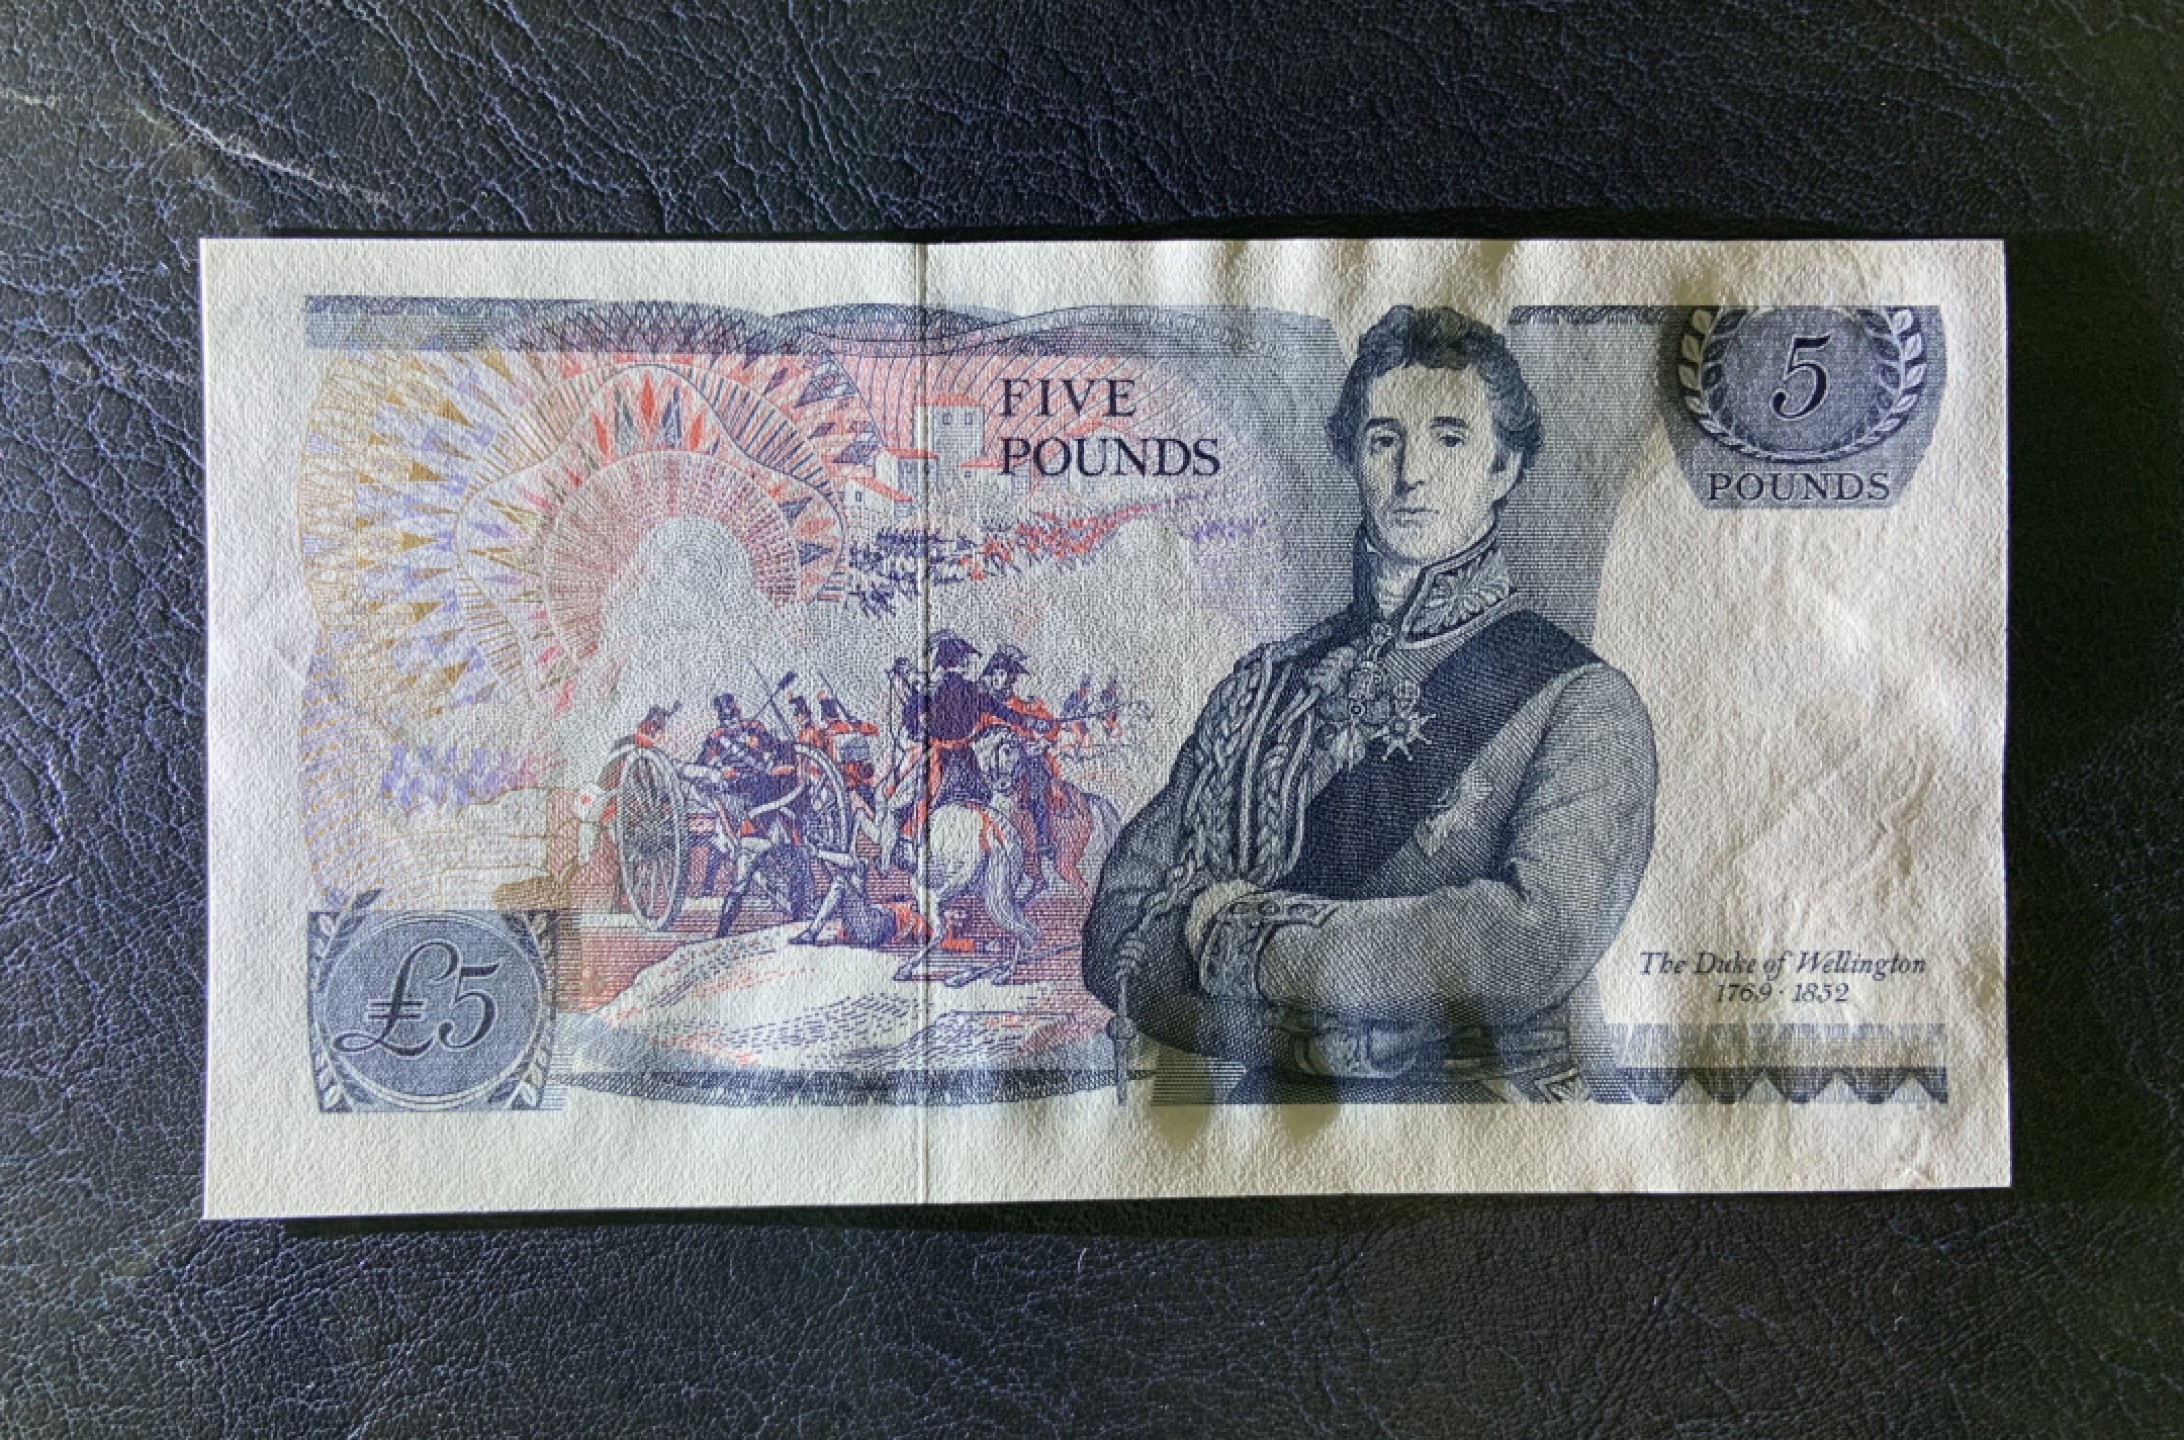 FIVE
POUNDS
5
POUNDS
£5
The Duke of Wellington
1769 · 1852